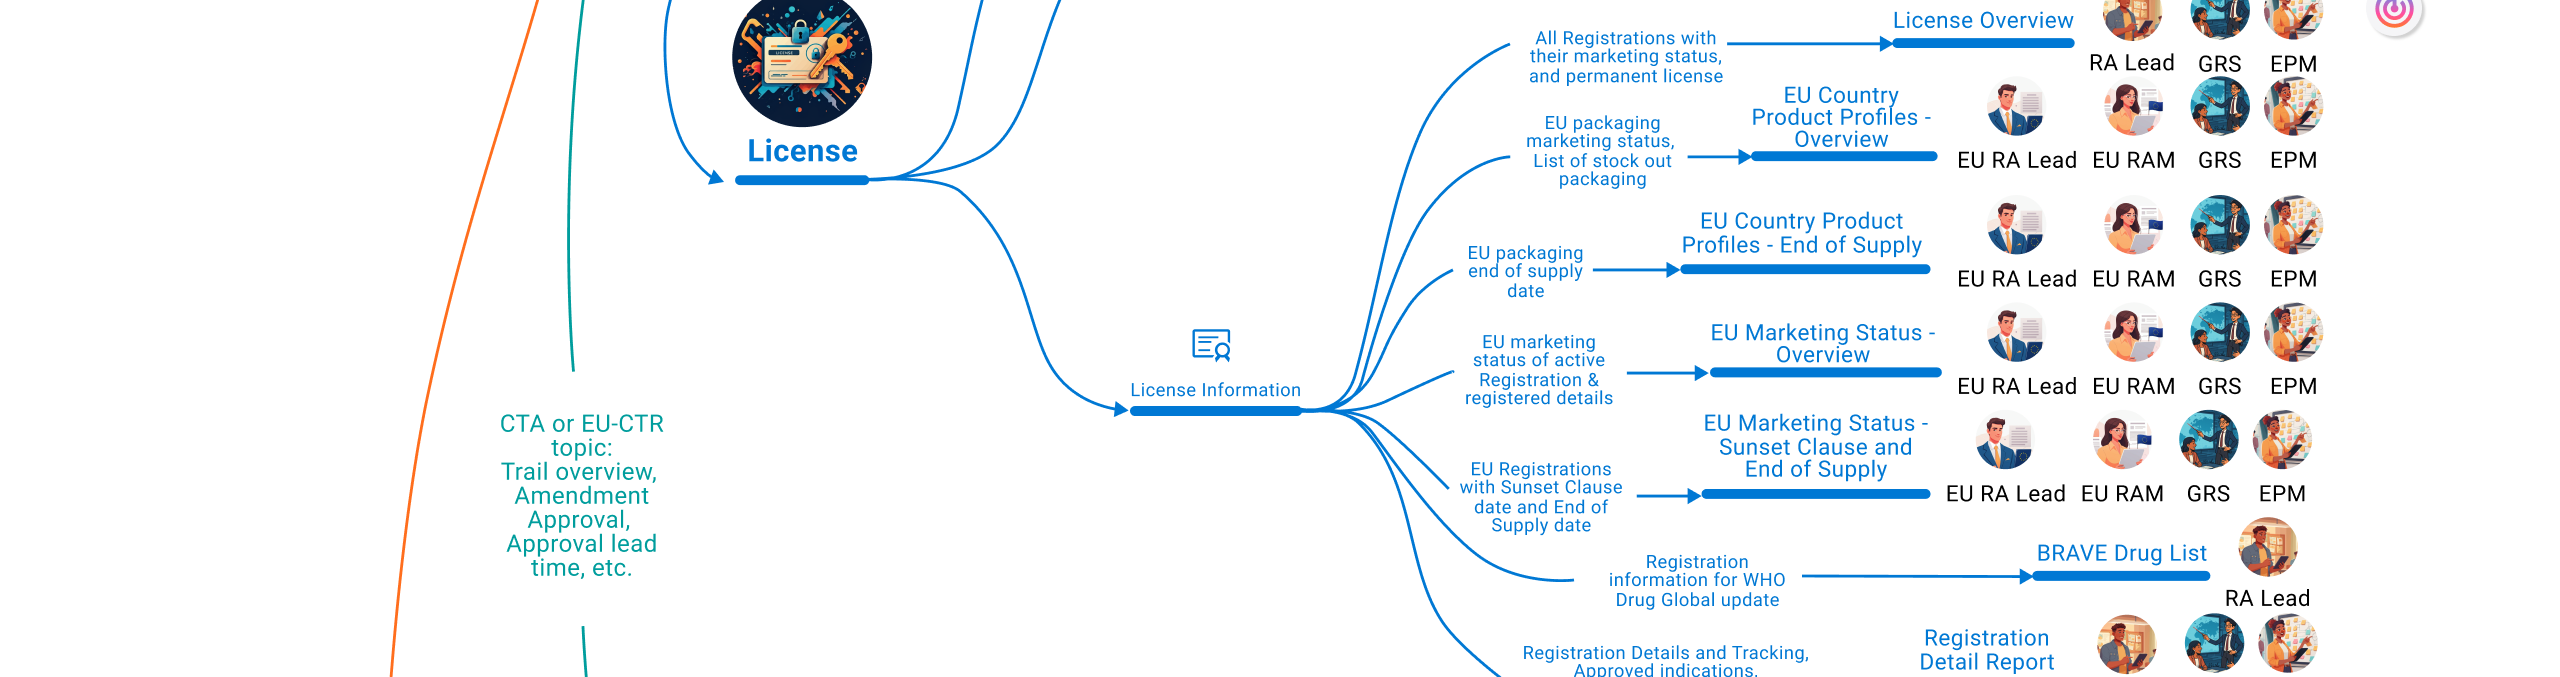 License
CTA or EU-CTR
topic:
Trail overview,
Amendment
Approval,
Approval lead
time, etc.
License Information
All Registrations with
their marketing status,
and permanent license
License Overview
RA Lead
GRS
EPM
EU packaging
marketing status,
List of stock out
packaging
EU Country
Product Profiles -
Overview
EU RA Lead
EU RAM
GRS
EPM
EU packaging
end of supply
date
EU Country Product
Profiles - End of Supply
EU RA Lead
EU RAM
GRS
EPM
EU marketing
status of active
Registration &
registered details
EU Marketing Status -
Overview
EU RA Lead
EU RAM
GRS
EPM
EU Registrations
with Sunset Clause
date and End of
Supply date
EU Marketing Status -
Sunset Clause and
End of Supply
EU RA Lead
EU RAM
GRS
EPM
Registration
information for WHO
Drug Global update
BRAVE Drug List
RA Lead
Registration Details and Tracking,
Approved indications,
Registration
Detail Report